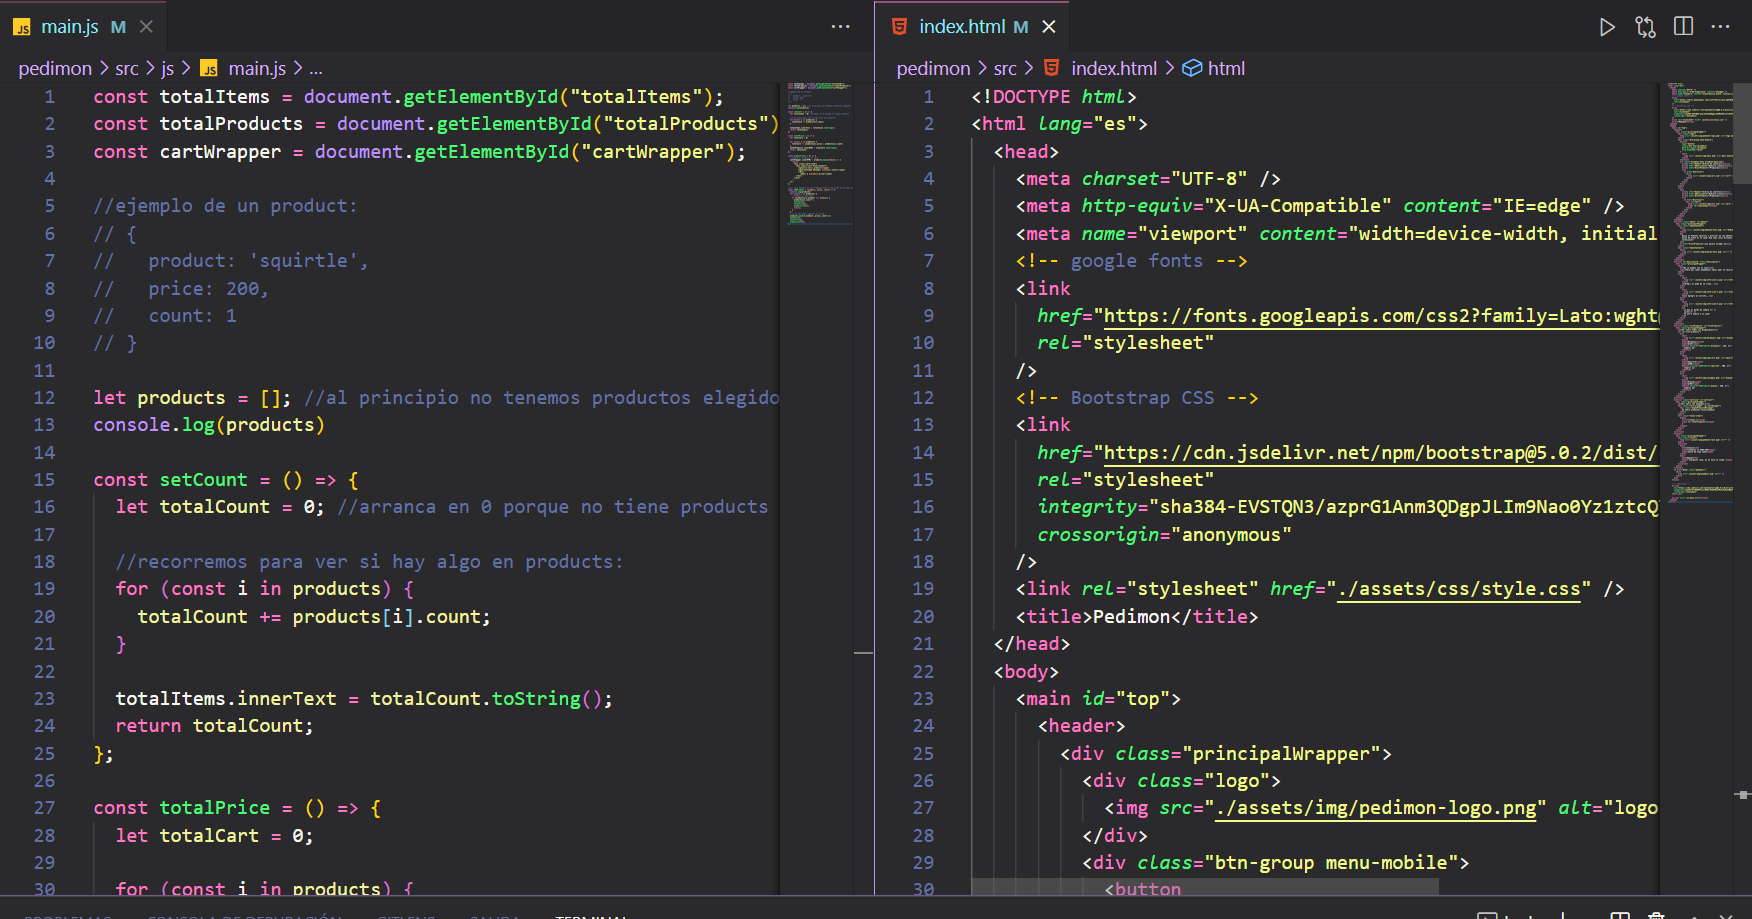 main.js M
pedimon > src > js > main.js > ...
1 const totalItems = document.getElementById("totalItems");
2 const totalProducts = document.getElementById("totalProducts")
3 const cartWrapper = document.getElementById("cartWrapper");
4
5 //ejemplo de un product:
6 // {
7 //   product: 'squirtle',
8 //   price: 200,
9 //   count: 1
10 // }
11
12 let products = []; //al principio no tenemos productos elegido
13 console.log(products)
14
15 const setCount = () => {
16   let totalCount = 0; //arranca en 0 porque no tiene products
17
18   //recorremos para ver si hay algo en products:
19   for (const i in products) {
20     totalCount += products[i].count;
21   }
22
23   totalItems.innerText = totalCount.toString();
24   return totalCount;
25 };
26
27 const totalPrice = () => {
28   let totalCart = 0;
29
30   for (const i in products) {
index.html M
pedimon > src > index.html > html
1 <!DOCTYPE html>
2 <html lang="es">
3   <head>
4     <meta charset="UTF-8" />
5     <meta http-equiv="X-UA-Compatible" content="IE=edge" />
6     <meta name="viewport" content="width=device-width, initial
7     <!-- google fonts -->
8     <link
9       href="https://fonts.googleapis.com/css2?family=Lato:wght@
10       rel="stylesheet"
11     />
12     <!-- Bootstrap CSS -->
13     <link
14       href="https://cdn.jsdelivr.net/npm/bootstrap@5.0.2/dist/
15       rel="stylesheet"
16       integrity="sha384-EVSTQN3/azprG1Anm3QDgpJLIm9Nao0Yz1ztcQ
17       crossorigin="anonymous"
18     />
19     <link rel="stylesheet" href="./assets/css/style.css" />
20     <title>Pedimon</title>
21   </head>
22   <body>
23     <main id="top">
24       <header>
25         <div class="principalWrapper">
26           <div class="logo">
27             <img src="./assets/img/pedimon-logo.png" alt="logo
28           </div>
29           <div class="btn-group menu-mobile">
30             <button
PROBLEMAS CONSOLA DE DEPURACIÓN GITLENS SALIDA TERMINAL